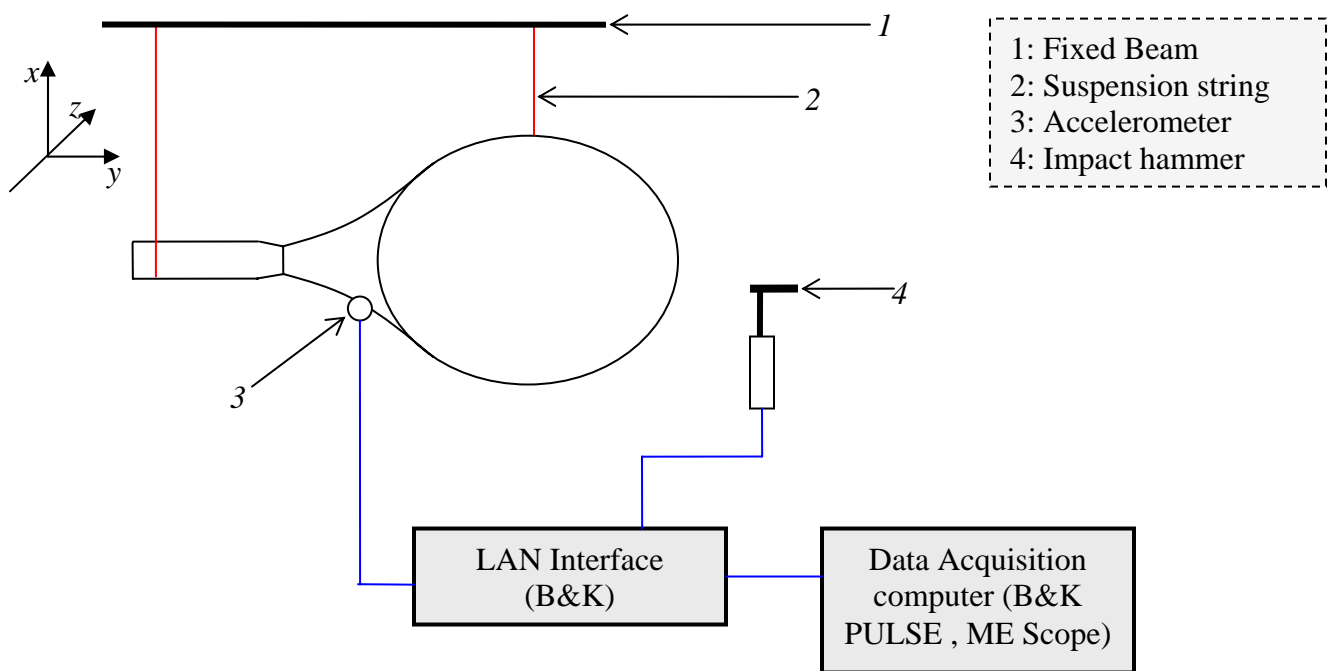 1
1: Fixed Beam
2: Suspension string
3: Accelerometer
4: Impact hammer
x
z
y
2
4
3
LAN Interface
(B&K)
Data Acquisition
computer (B&K
PULSE , ME Scope)